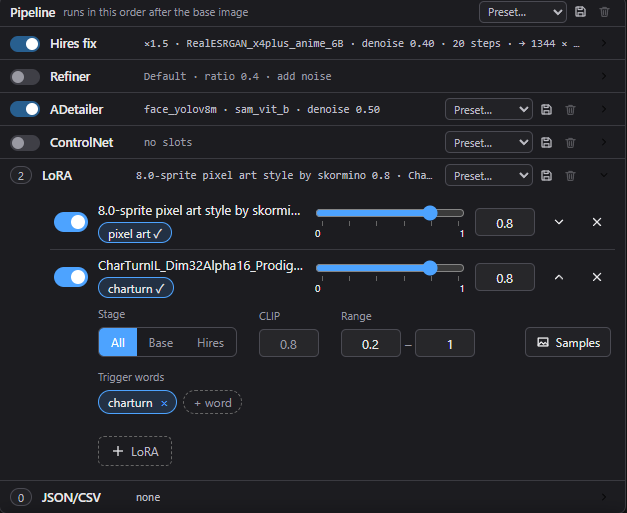 Pipeline runs in this order after the base image Preset...
Hires fix ×1.5 · RealESRGAN_x4plus_anime_6B · denoise 0.40 · 20 steps · → 1344 × …
Refiner Default · ratio 0.4 · add noise
ADetailer face_yolov8m · sam_vit_b · denoise 0.50 Preset...
ControlNet no slots Preset...
2 LoRA 8.0-sprite pixel art style by skormino 0.8 · Cha… Preset...
8.0-sprite pixel art style by skormi...
0 1 0.8
pixel art ✓
CharTurnIL_Dim32Alpha16_Prodig...
0 1 0.8
charturn ✓
Stage CLIP Range
All Base Hires 0.8 0.2 – 1 Samples
Trigger words
charturn × + word
+ LoRA
0 JSON/CSV none